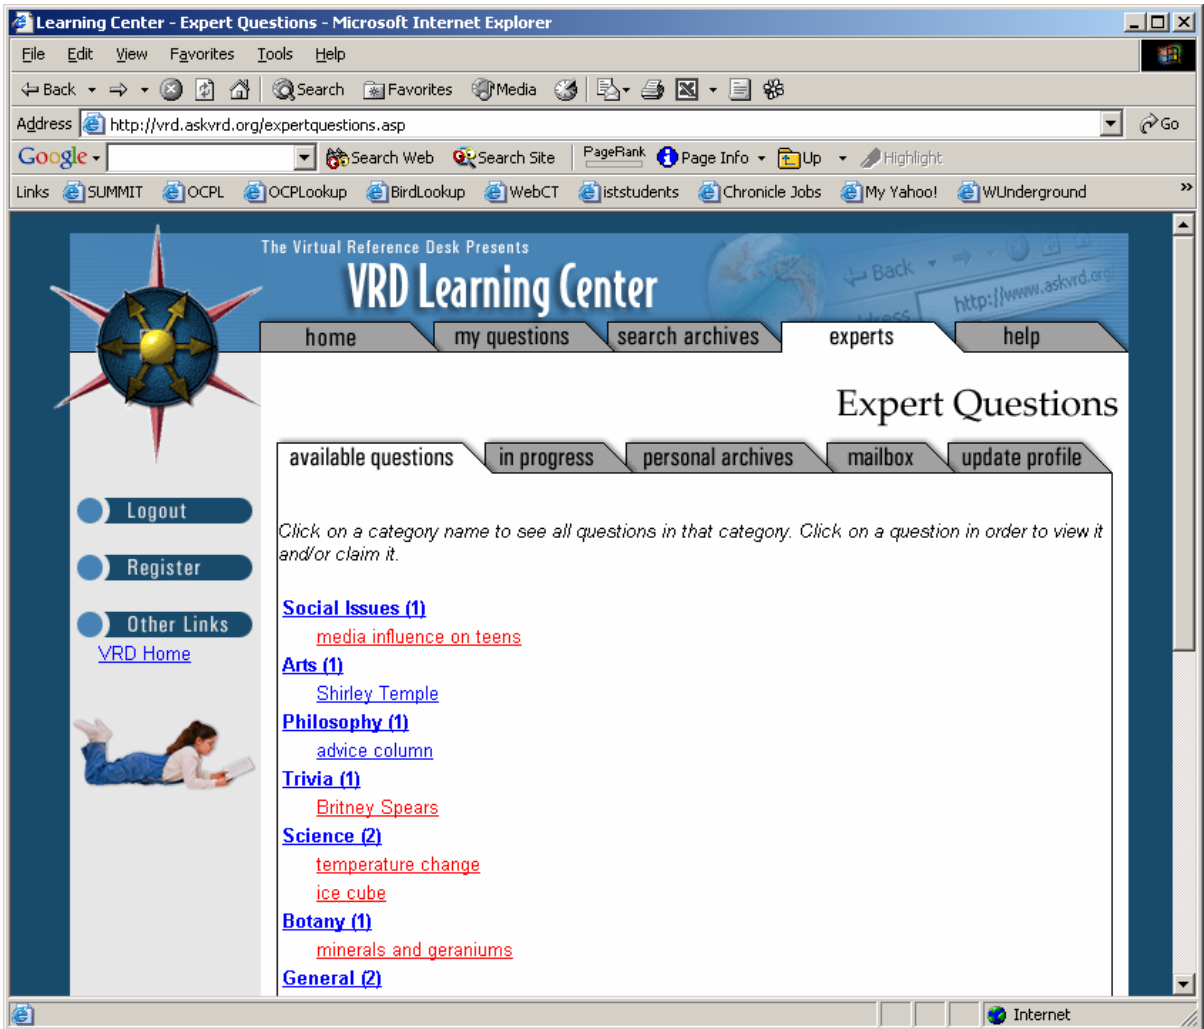 Learning Center - Expert Questions - Microsoft Internet Explorer
File Edit View Favorites Tools Help
Back Search Favorites Media
Address http://vrd.askvrd.org/expertquestions.asp Go
Google Search Web Search Site PageRank Page Info Up Highlight
Links SUMMIT OCPL OCPLookup BirdLookup WebCT iststudents Chronicle Jobs My Yahoo! WUnderground »
The Virtual Reference Desk Presents
VRD Learning Center
Back
http://www.askvrd.org
home my questions search archives experts help
Expert Questions
available questions in progress personal archives mailbox update profile
Logout
Register
Other Links
VRD Home
Click on a category name to see all questions in that category. Click on a question in order to view it
and/or claim it.
Social Issues (1)
media influence on teens
Arts (1)
Shirley Temple
Philosophy (1)
advice column
Trivia (1)
Britney Spears
Science (2)
temperature change
ice cube
Botany (1)
minerals and geraniums
General (2)
Internet